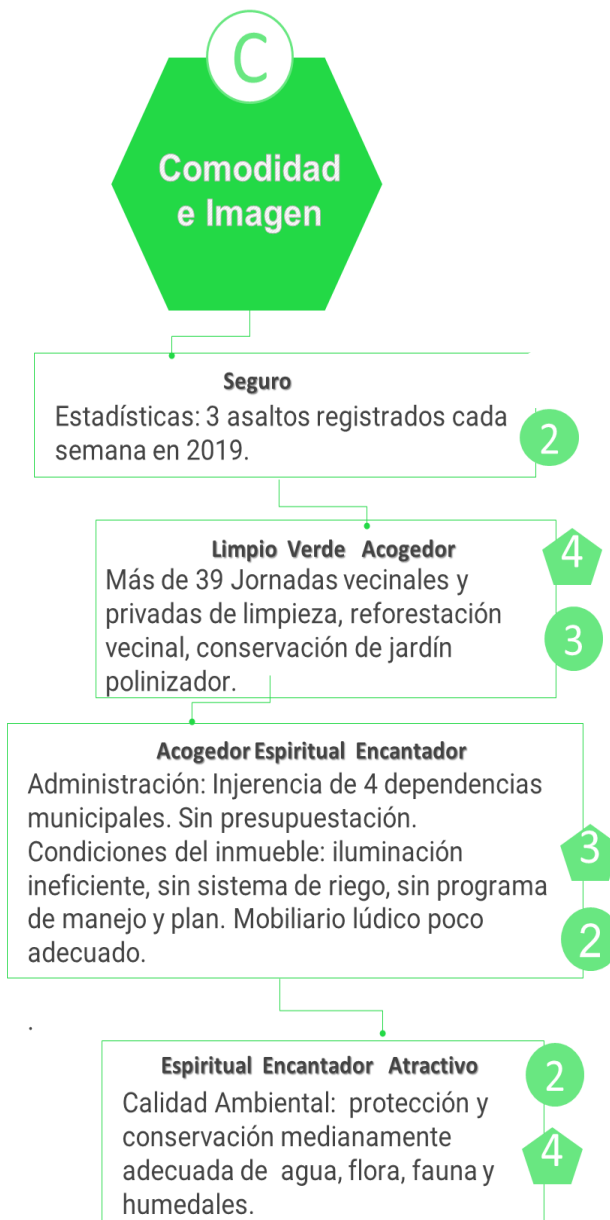 C
Comodidad
e Imagen
Seguro
Estadísticas: 3 asaltos registrados cada
semana en 2019.
2
Limpio Verde Acogedor
Más de 39 Jornadas vecinales y
privadas de limpieza, reforestación
vecinal, conservación de jardín
polinizador.
4
3
Acogedor Espiritual Encantador
Administración: Injerencia de 4 dependencias
municipales. Sin presupuestación.
Condiciones del inmueble: iluminación
ineficiente, sin sistema de riego, sin programa
de manejo y plan. Mobiliario lúdico poco
adecuado.
3
2
.
Espiritual Encantador Atractivo
Calidad Ambiental: protección y
conservación medianamente
adecuada de agua, flora, fauna y
humedales.
2
4